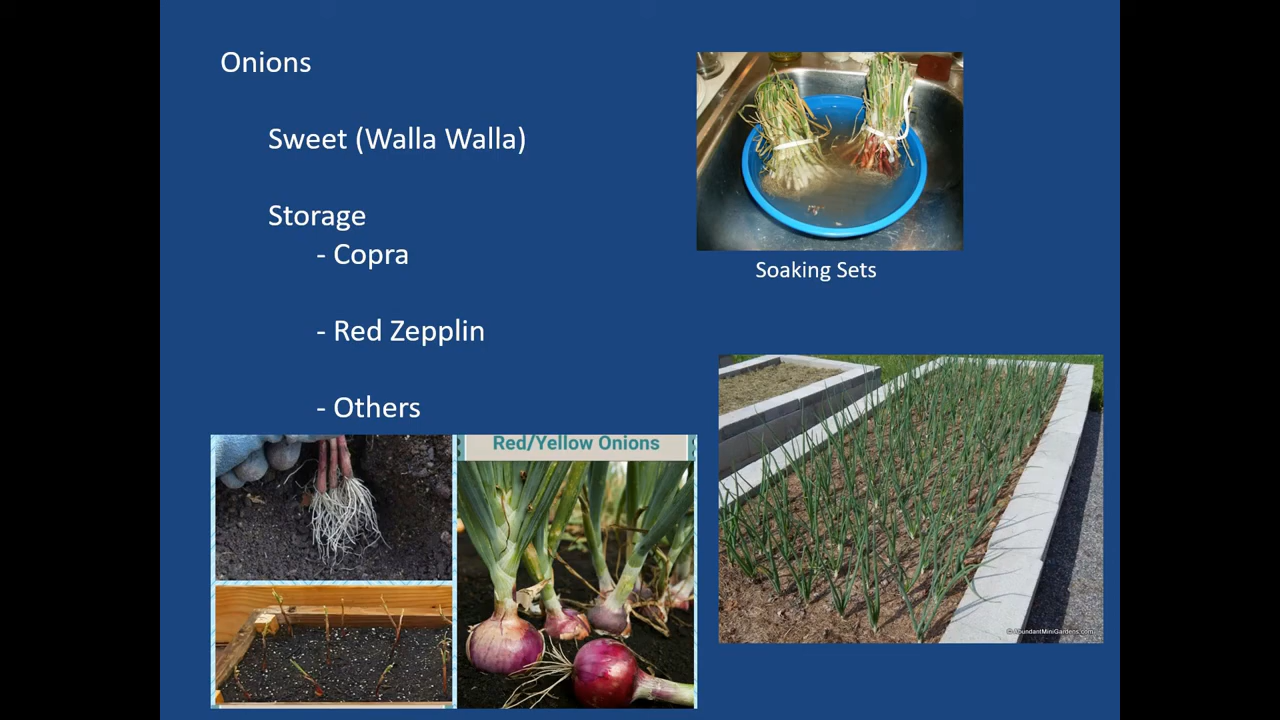 Onions
Sweet (Walla Walla)
Storage
- Copra
- Red Zepplin
- Others
Soaking Sets
Red/Yellow Onions